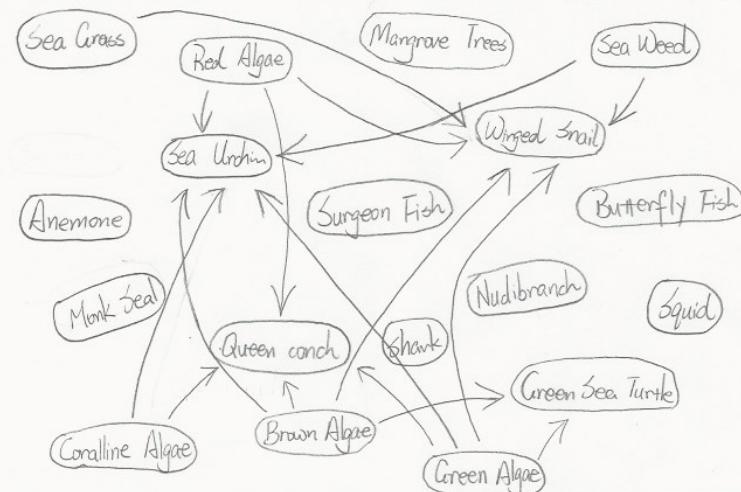 Sea Grass
Red Algae
Mangrove Trees
Sea Weed
Sea Urchin
Winged Snail
Anemone
Surgeon Fish
Butterfly Fish
Monk Seal
Nudibranch
Squid
Queen conch
Shark
Green Sea Turtle
Coralline Algae
Brown Algae
Green Algae